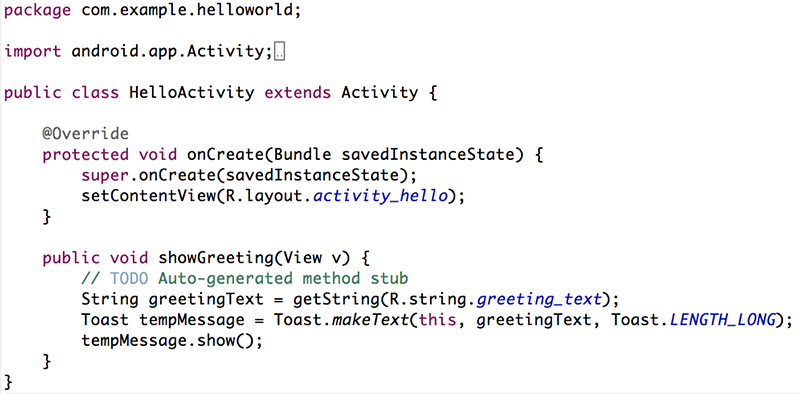 package com.example.helloworld;
import android.app.Activity;
public class HelloActivity extends Activity {
@Override
protected void onCreate(Bundle savedInstanceState) {
super.onCreate(savedInstanceState);
setContentView(R.layout.activity_hello);
}
public void showGreeting(View v) {
// TODO Auto-generated method stub
String greetingText = getString(R.string.greeting_text);
Toast tempMessage = Toast.makeText(this, greetingText, Toast.LENGTH_LONG);
tempMessage.show();
}
}